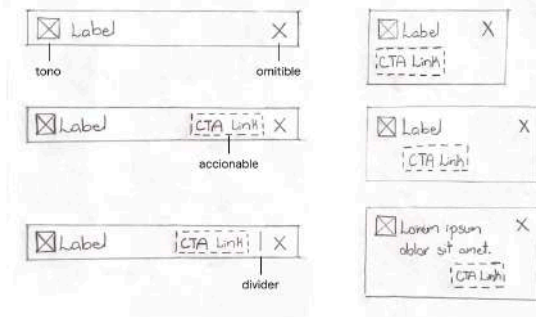 Label
tono
omitible
Label
CTA Link
accionable
Label
CTA Link
divider
Label
CTA Link
Label
CTA Link
Lorem ipsum
dolor sit amet.
CTA Link